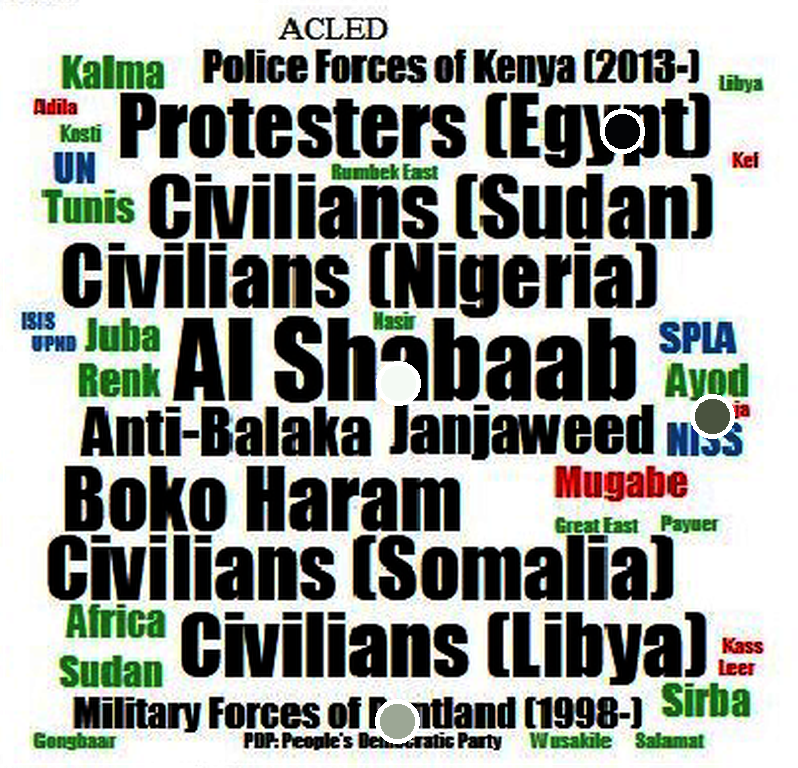 ACLED
Kalma Police Forces of Kenya (2013-) Libya
Adila
Kosti Protesters (Egypt)
UN Rumbek East Kef
Tunis Civilians (Sudan)
Civilians (Nigeria)
ISIS UPND Juba Nasir SPLA
Renk Al Shabaab Ayod
Anti-Balaka Janjaweed NISS
Boko Haram Mugabe
Great East Payuer
Civilians (Somalia)
Africa
Sudan Civilians (Libya) Kass
Leer
Military Forces of (1998-) Sirba
Gongbaar PDP: People's Democratic Party Wusakile Salamat